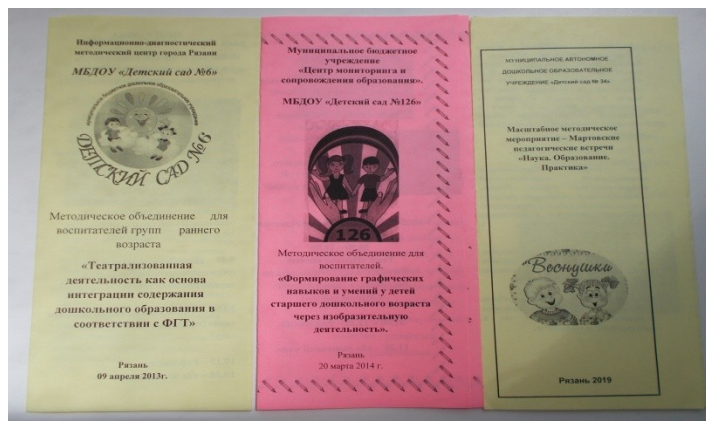 Информационно-диагностический
методический центр города Рязани
МБДОУ «Детский сад №6»
ДЕТСКИЙ САД №6
Методическое объединение для
воспитателей групп раннего
возраста
«Театрализованная
деятельность как основа
интеграции содержания
дошкольного образования в
соответствии с ФГТ»
Рязань
09 апреля 2013г.
Муниципальное бюджетное
учреждение
«Центр мониторинга и
сопровождения образования».
МБДОУ «Детский сад №126»
126
Методическое объединение для
воспитателей.
«Формирование графических
навыков и умений у детей
старшего дошкольного возраста
через изобразительную
деятельность».
Рязань
20 марта 2014 г.
МУНИЦИПАЛЬНОЕ АВТОНОМНОЕ
ДОШКОЛЬНОЕ ОБРАЗОВАТЕЛЬНОЕ
УЧРЕЖДЕНИЕ «Детский сад № 34»
Масштабное методическое
мероприятие – Мартовские
педагогические встречи
«Наука. Образование.
Практика»
Веснушки
Рязань 2019